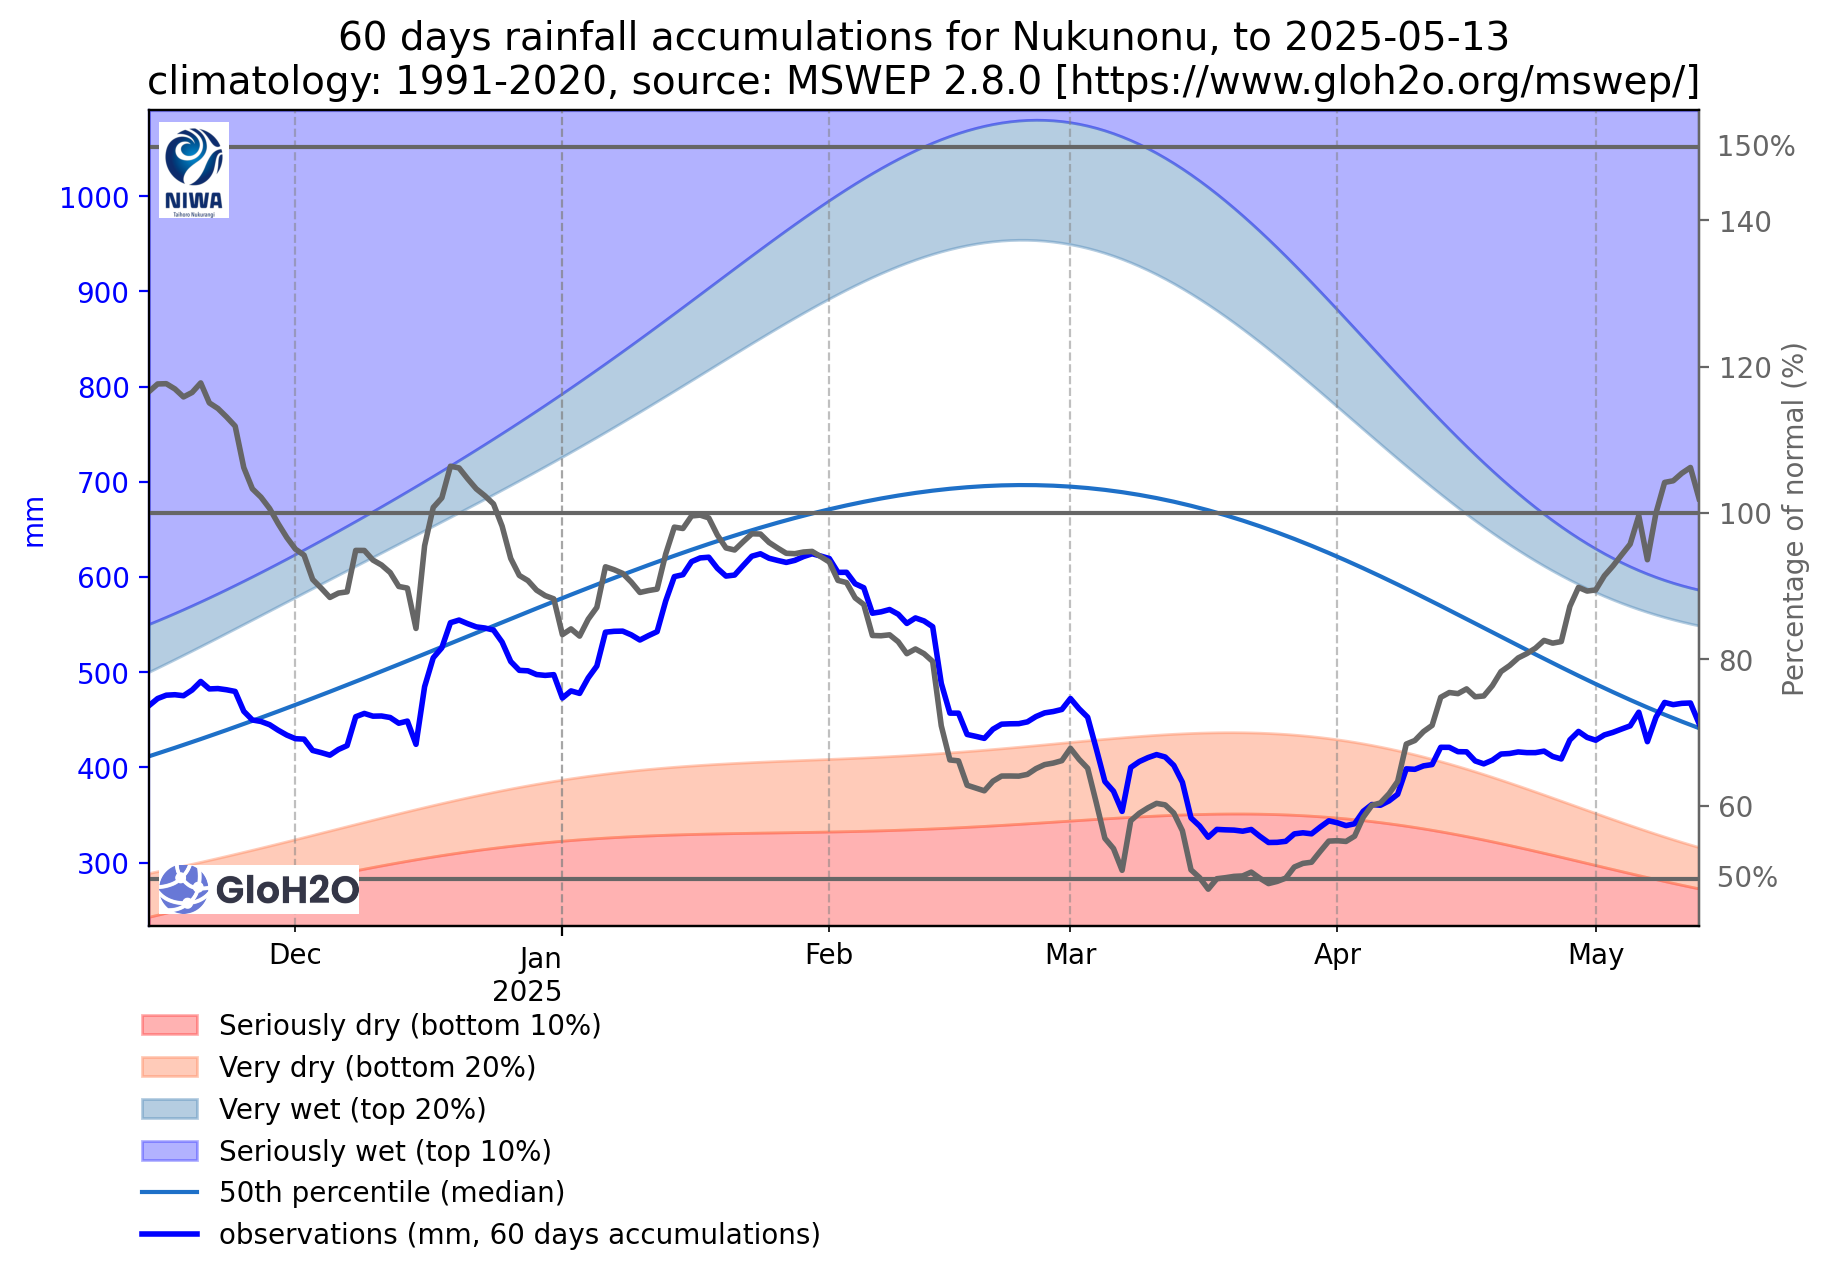 60 days rainfall accumulations for Nukunonu, to 2025-05-13
climatology: 1991-2020, source: MSWEP 2.8.0 [https://www.gloh2o.org/mswep/]
NIWA
Taihoro Nukurangi
150%
1000
140
900
800
120
700
mm
100
Percentage of normal (%)
600
500
80
400
60
300
GloH2O
50%
Dec
Jan
2025
Feb
Mar
Apr
May
Seriously dry (bottom 10%)
Very dry (bottom 20%)
Very wet (top 20%)
Seriously wet (top 10%)
50th percentile (median)
observations (mm, 60 days accumulations)